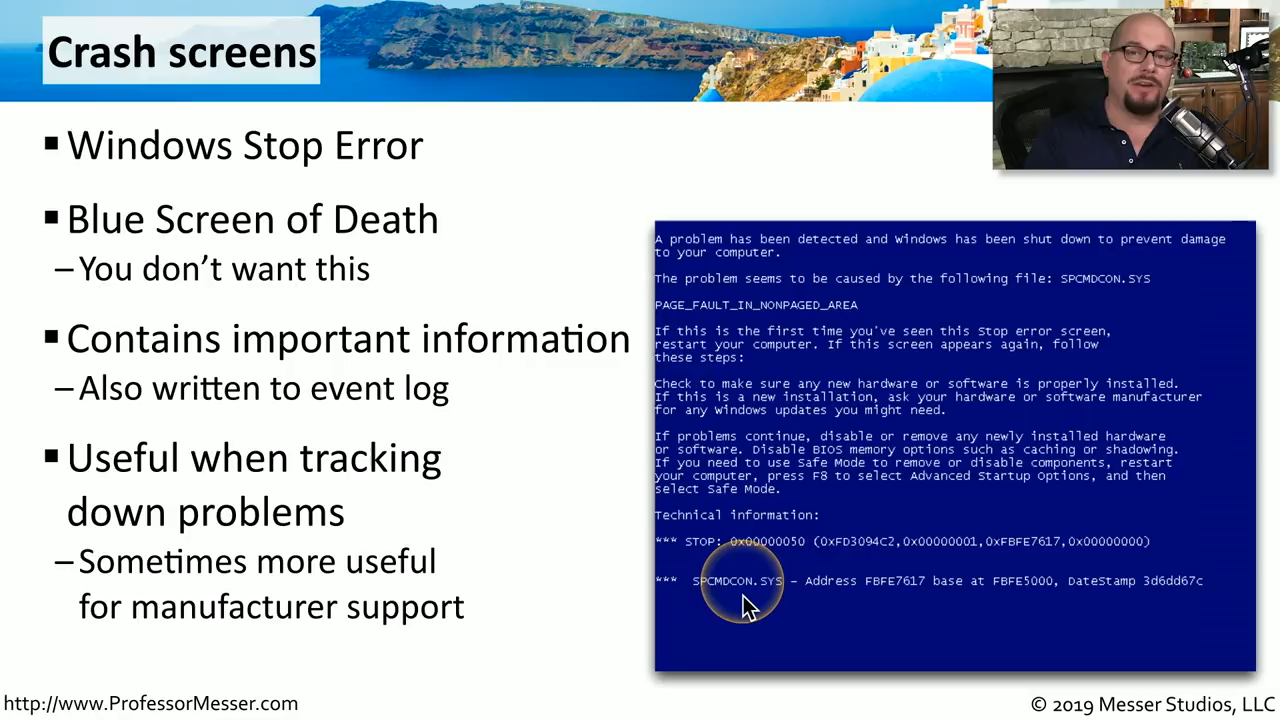 Crash screens
▪ Windows Stop Error
▪ Blue Screen of Death
– You don’t want this
▪ Contains important information
– Also written to event log
▪ Useful when tracking
down problems
– Sometimes more useful
for manufacturer support
A problem has been detected and Windows has been shut down to prevent damage
to your computer.
The problem seems to be caused by the following file: SPCMDCON.SYS
PAGE_FAULT_IN_NONPAGED_AREA
If this is the first time you've seen this Stop error screen,
restart your computer. If this screen appears again, follow
these steps:
Check to make sure any new hardware or software is properly installed.
If this is a new installation, ask your hardware or software manufacturer
for any Windows updates you might need.
If problems continue, disable or remove any newly installed hardware
or software. Disable BIOS memory options such as caching or shadowing.
If you need to use Safe Mode to remove or disable components, restart
your computer, press F8 to select Advanced Startup Options, and then
select Safe Mode.
Technical information:
*** STOP: 0x00000050 (0xFD3094C2,0x00000001,0xFBFE7617,0x00000000)
*** SPCMDCON.SYS – Address FBFE7617 base at FBFE5000, DateStamp 3d6dd67c
http://www.ProfessorMesser.com
© 2019 Messer Studios, LLC